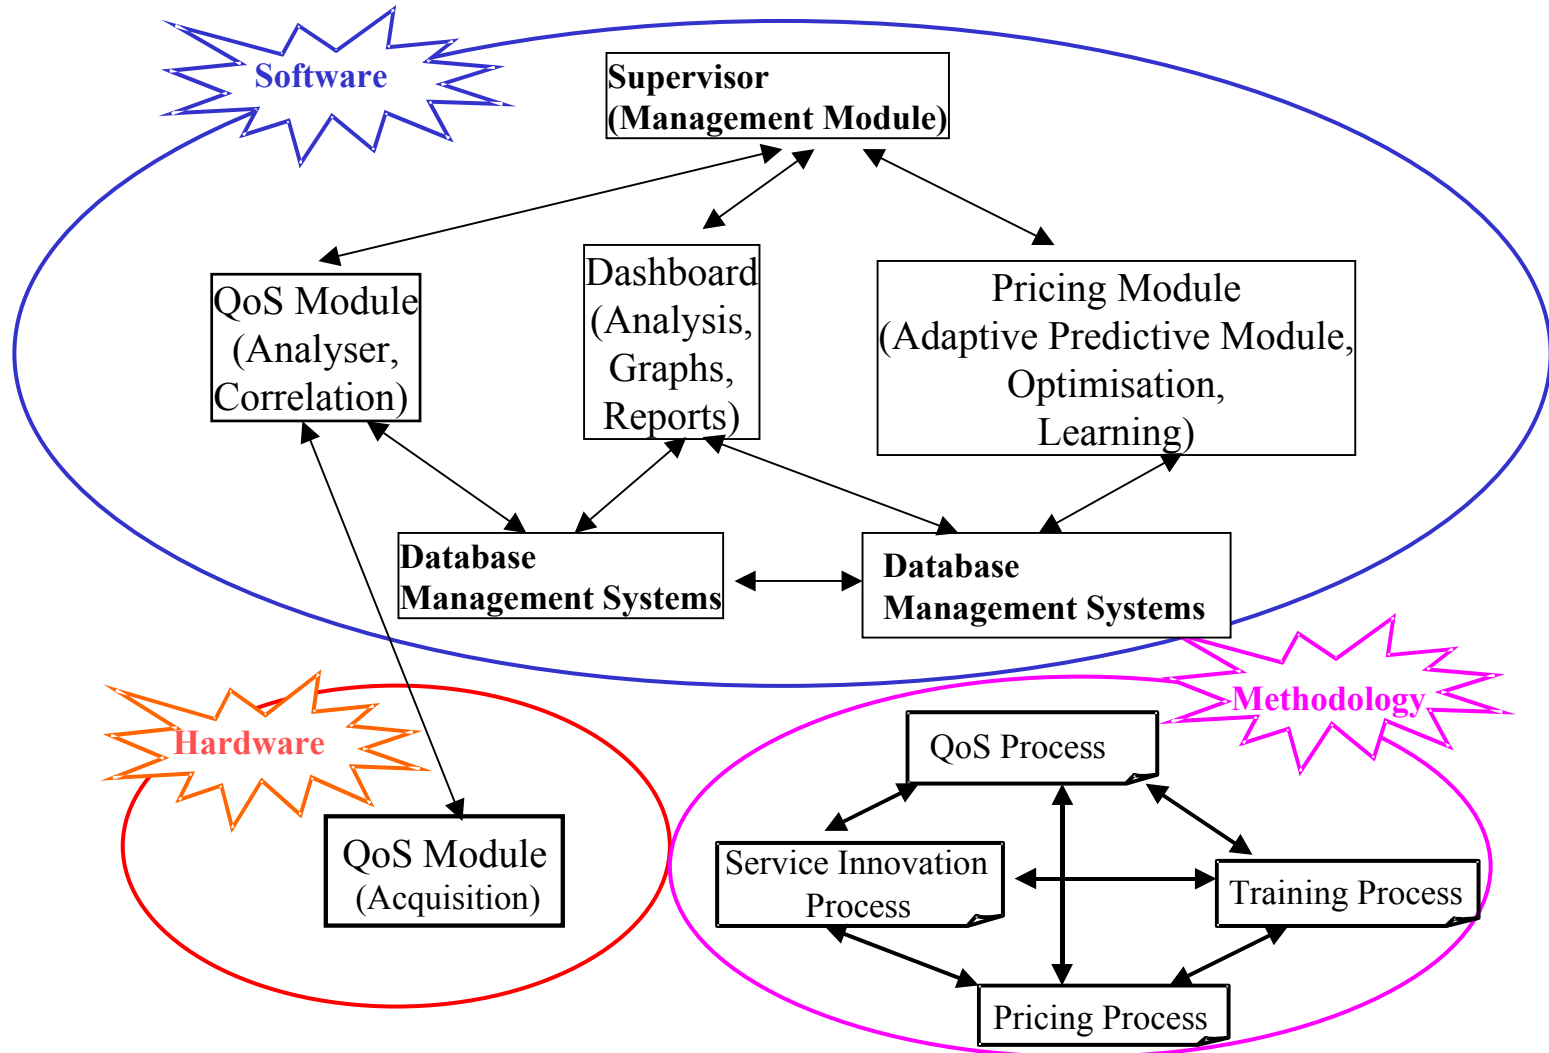 Software
Supervisor
(Management Module)
QoS Module
(Analyser,
Correlation)
Dashboard
(Analysis,
Graphs,
Reports)
Pricing Module
(Adaptive Predictive Module,
Optimisation,
Learning)
Database
Management Systems
Database
Management Systems
Hardware
QoS Module
(Acquisition)
Methodology
QoS Process
Service Innovation
Process
Training Process
Pricing Process